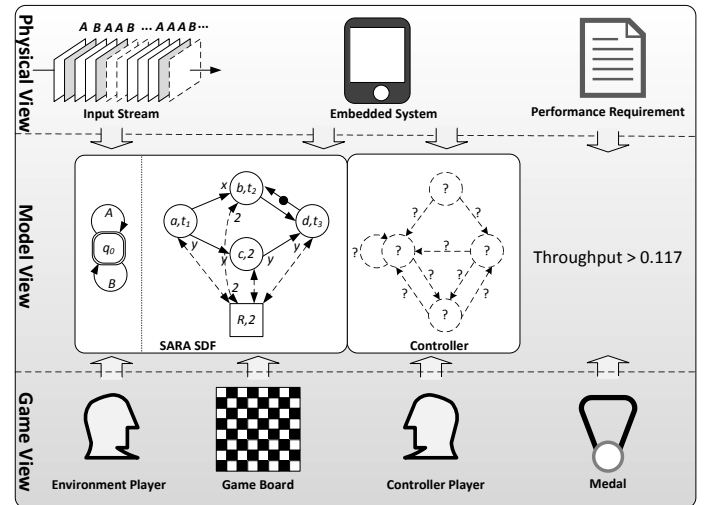 Physical View
A B A A B ... A A A B ...
Input Stream
Embedded System
Performance Requirement
Model View
A
q0
B
x
b,t2
a,t1
2
d,t3
y
y
c,2
y
y
2
R,2
SARA SDF
?
?
?
?
?
?
?
?
?
?
?
?
Controller
Throughput > 0.117
Game View
Environment Player
Game Board
Controller Player
Medal